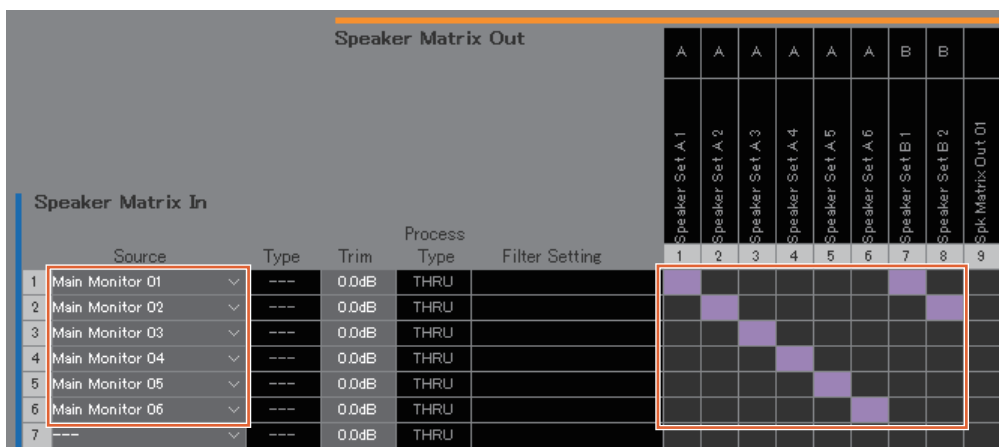 Speaker Matrix Out
A A A A A A B B
Speaker Set A 1
Speaker Set A 2
Speaker Set A 3
Speaker Set A 4
Speaker Set A 5
Speaker Set A 6
Speaker Set B 1
Speaker Set B 2
Spk Matrix Out 01
Speaker Matrix In
Source Type Trim Process Type Filter Setting 1 2 3 4 5 6 7 8 9
1 Main Monitor 01 --- 0.0dB THRU
2 Main Monitor 02 --- 0.0dB THRU
3 Main Monitor 03 --- 0.0dB THRU
4 Main Monitor 04 --- 0.0dB THRU
5 Main Monitor 05 --- 0.0dB THRU
6 Main Monitor 06 --- 0.0dB THRU
7 --- --- 0.0dB THRU